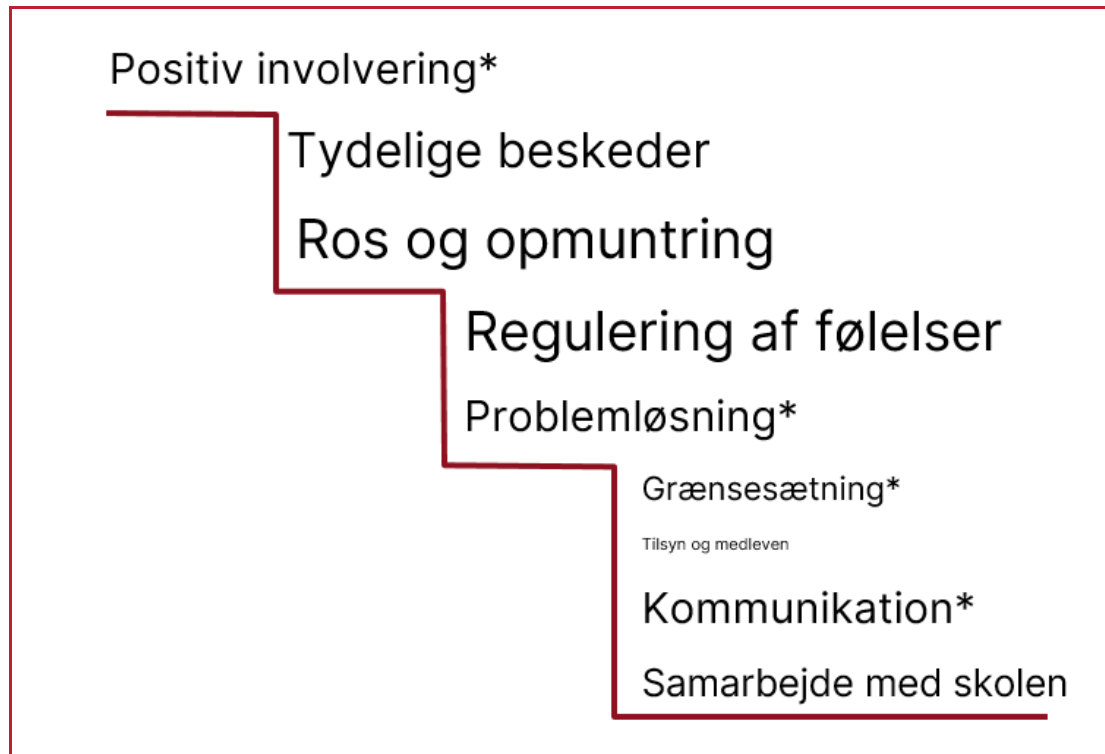 Positiv involvering*
Tydelige beskeder
Ros og opmuntring
Regulering af følelser
Problemløsning*
Grænsesætning*
Tilsyn og medleven
Kommunikation*
Samarbejde med skolen